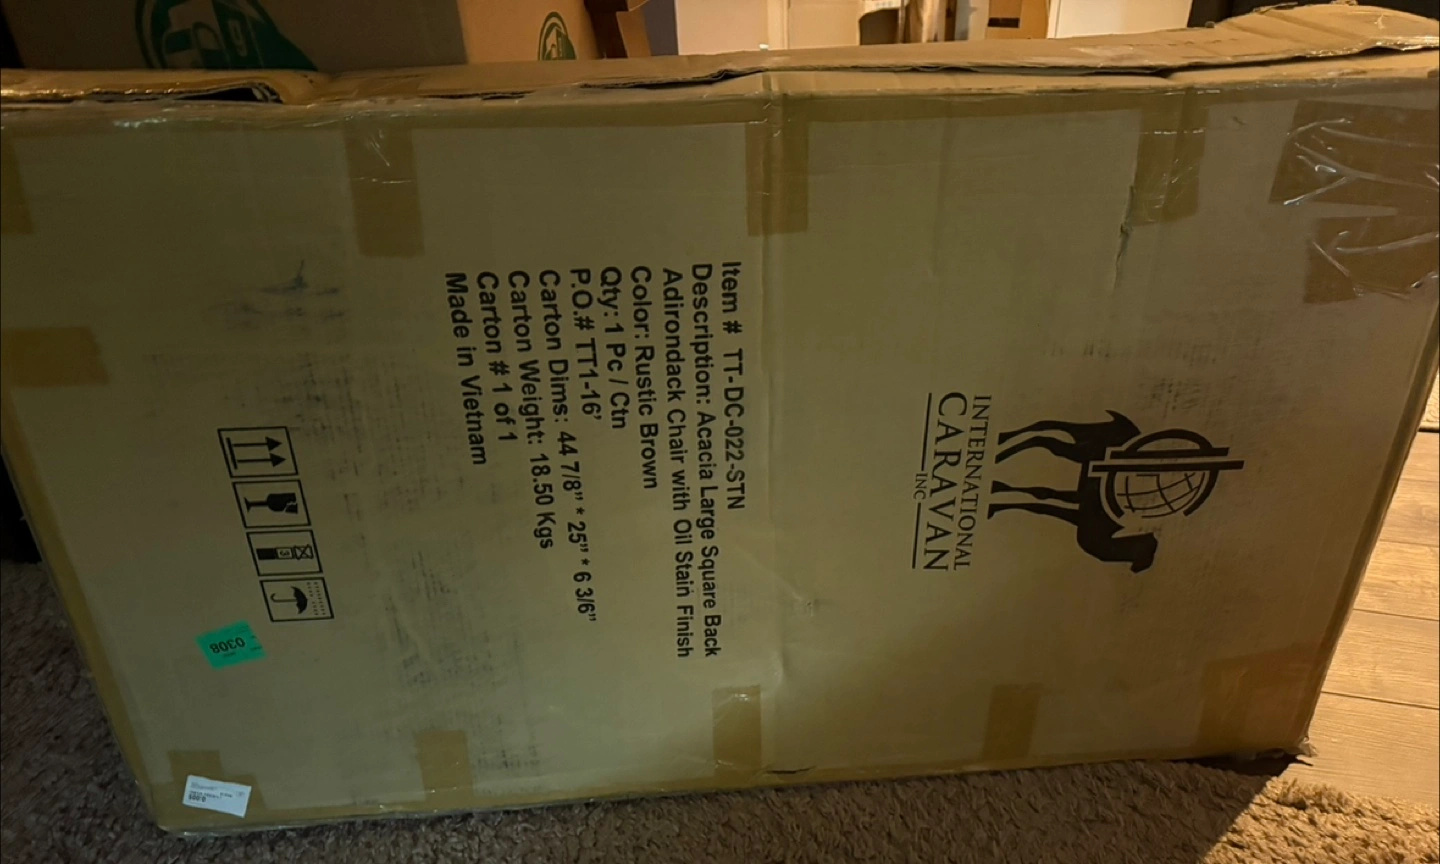 INTERNATIONAL
CARAVAN
INC
Item # TT-DC-022-STN
Description: Acacia Large Square Back
Adirondack Chair with Oil Stain Finish
Color: Rustic Brown
Qty: 1 Pc / Ctn
P.O.# TT1-16'
Carton Dims: 44 7/8" * 25" * 6 3/6"
Carton Weight: 18.50 Kgs
Carton # 1 of 1
Made in Vietnam
3
0308